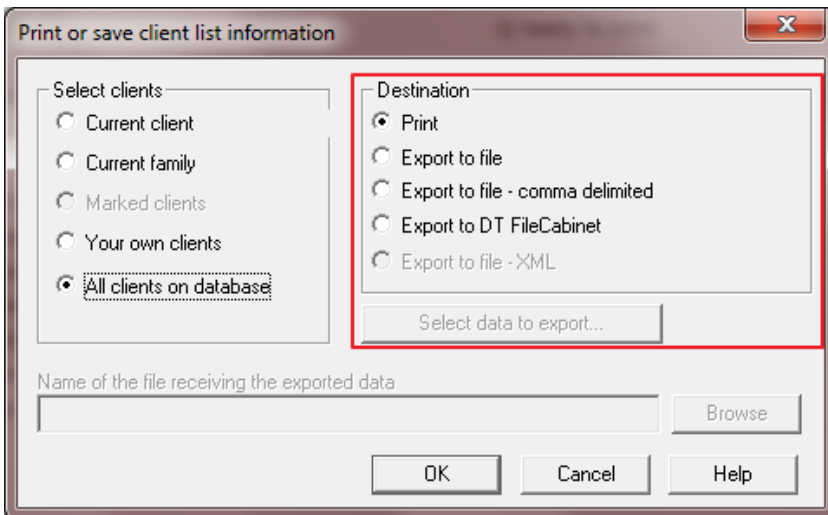 Print or save client list information
Select clients
Current client
Current family
Marked clients
Your own clients
All clients on database
Destination
Print
Export to file
Export to file - comma delimited
Export to DT FileCabinet
Export to file - XML
Select data to export...
Name of the file receiving the exported data
Browse
OK
Cancel
Help